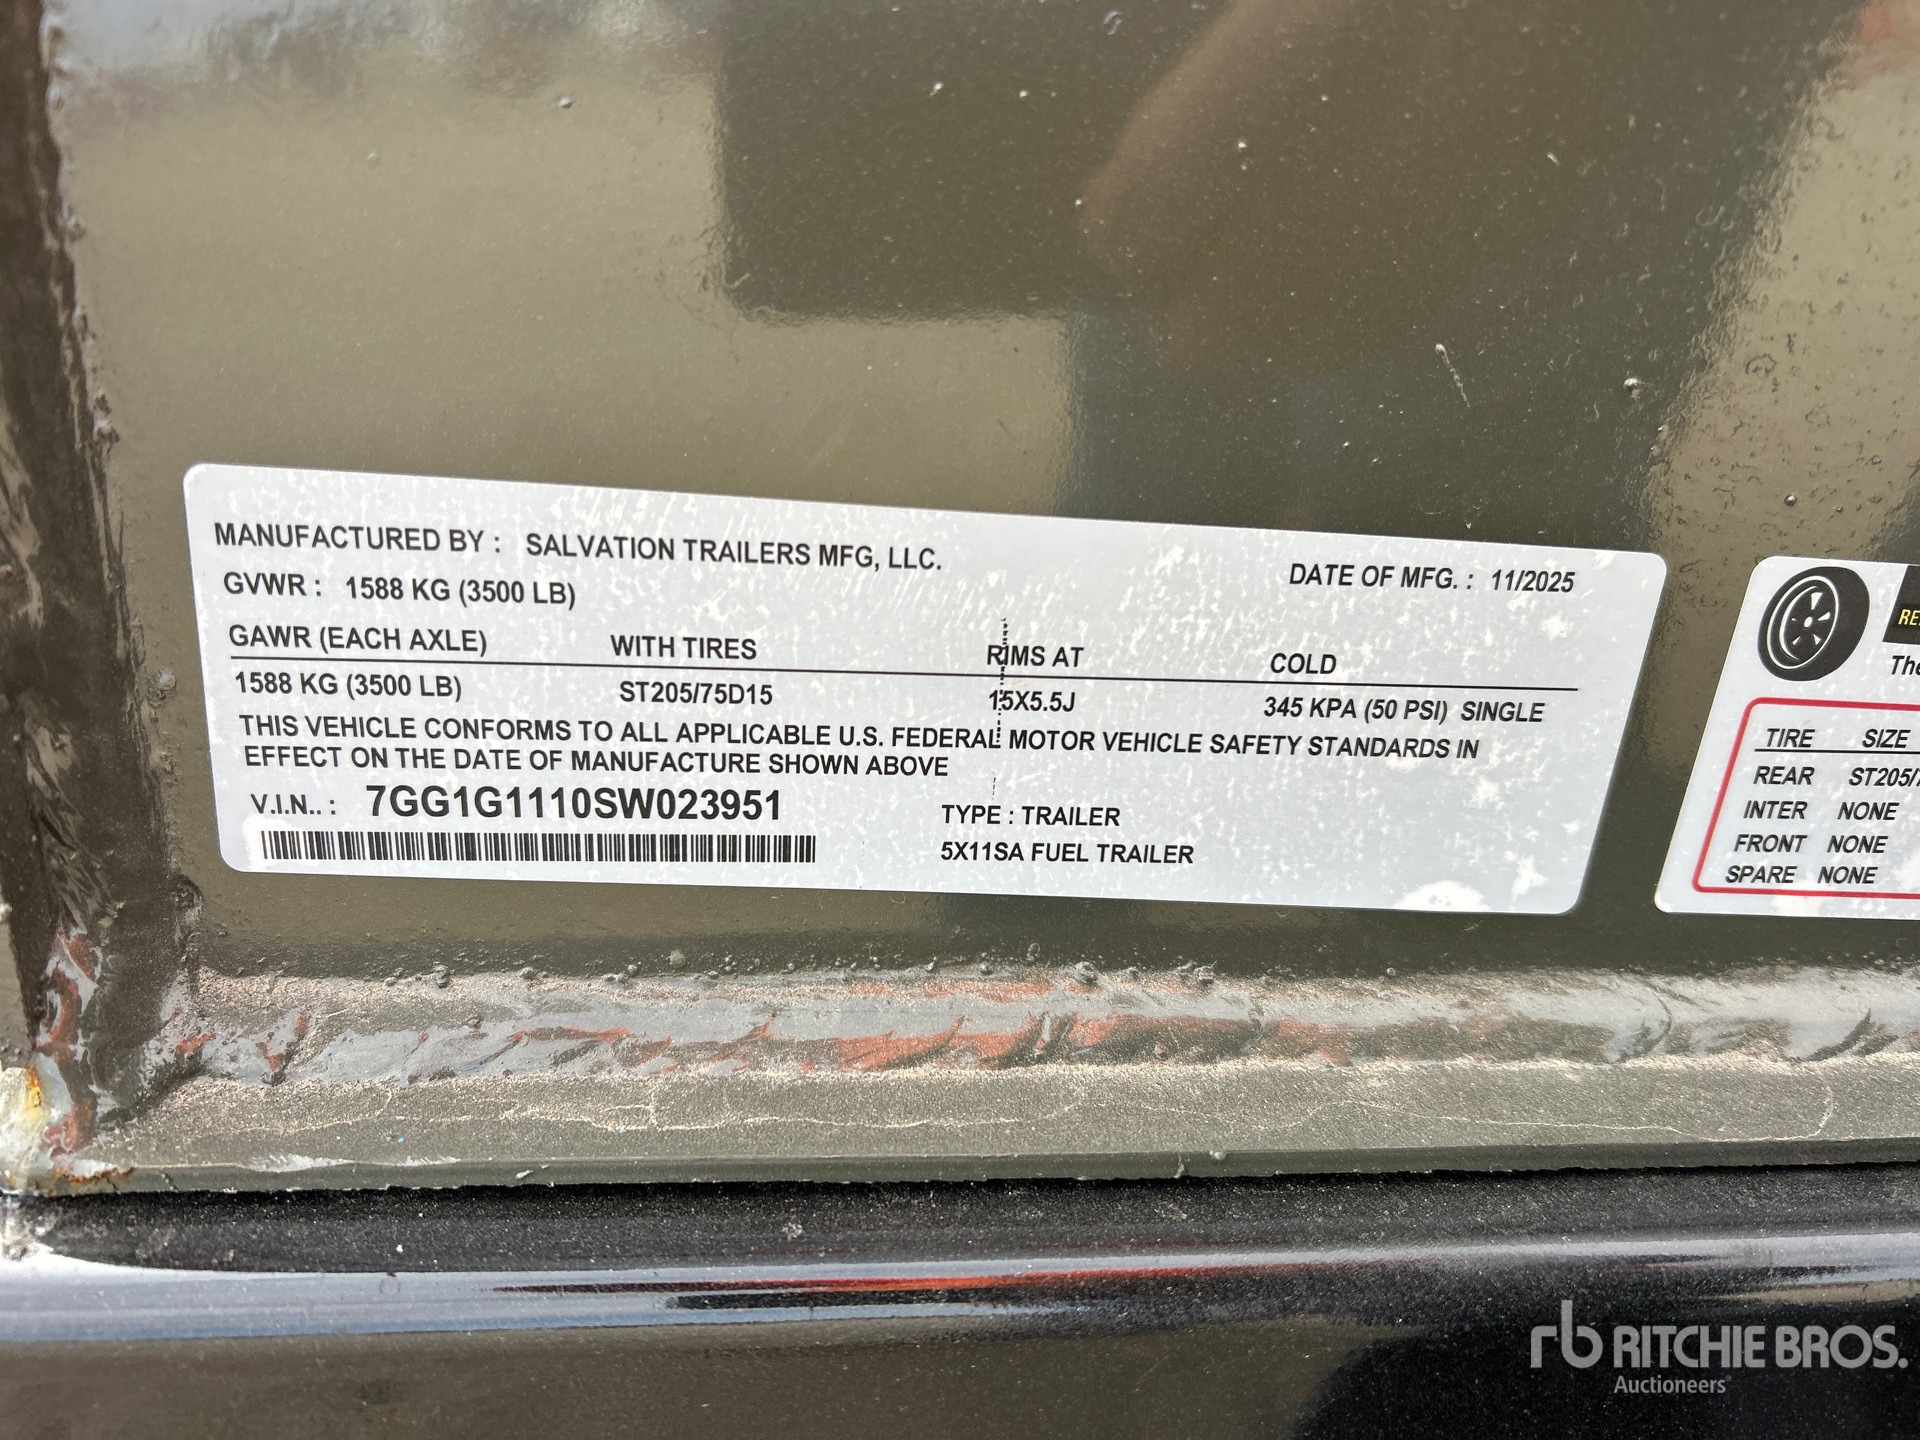 MANUFACTURED BY : SALVATION TRAILERS MFG, LLC.
DATE OF MFG. : 11/2025
GVWR : 1588 KG (3500 LB)
GAWR (EACH AXLE) WITH TIRES RIMS AT COLD
1588 KG (3500 LB) ST205/75D15 15X5.5J 345 KPA (50 PSI) SINGLE
THIS VEHICLE CONFORMS TO ALL APPLICABLE U.S. FEDERAL MOTOR VEHICLE SAFETY STANDARDS IN
EFFECT ON THE DATE OF MANUFACTURE SHOWN ABOVE
V.I.N.. : 7GG1G1110SW023951
TYPE : TRAILER
5X11SA FUEL TRAILER
TIRE SIZE
REAR ST205/
INTER NONE
FRONT NONE
SPARE NONE
rb RITCHIE BROS.
Auctioneers